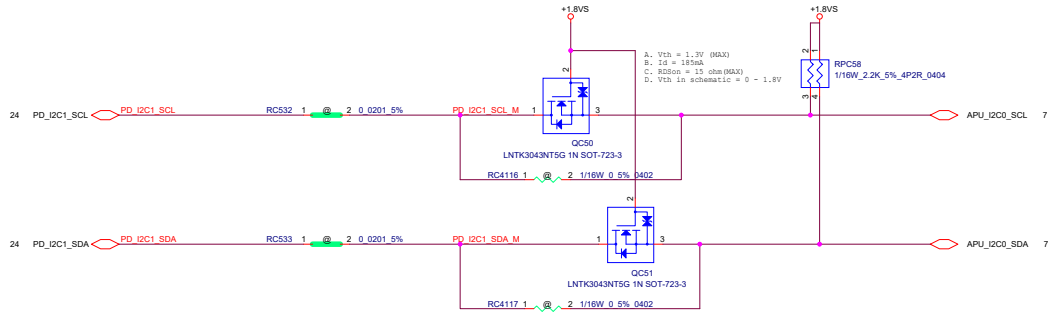 +1.8VS
+1.8VS
A. Vth = 1.3V (MAX)
B. Id = 185mA
C. RDSon = 15 ohm(MAX)
D. Vth in schematic = 0 - 1.8V
2
2 1
RPC58
1/16W_2.2K_5%_4P2R_0404
3 4
24 PD_I2C1_SCL PD_I2C1_SCL RC532 1 @ 2 0_0201_5% PD_I2C1_SCL_M 1 3 APU_I2C0_SCL 7
QC50
LNTK3043NT5G 1N SOT-723-3
RC4116 1 @ 2 1/16W_0_5%_0402
2
24 PD_I2C1_SDA PD_I2C1_SDA RC533 1 @ 2 0_0201_5% PD_I2C1_SDA_M 1 3 APU_I2C0_SDA 7
QC51
LNTK3043NT5G 1N SOT-723-3
RC4117 1 @ 2 1/16W_0_5%_0402